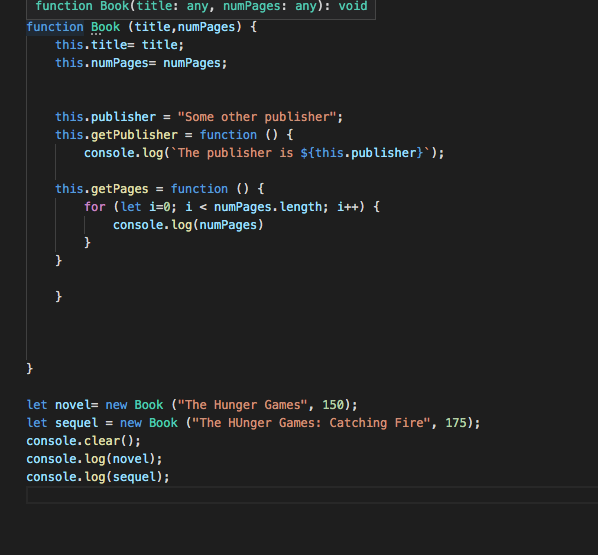 function Book(title: any, numPages: any): void
function Book (title,numPages) {
    this.title= title;
    this.numPages= numPages;
    this.publisher = "Some other publisher";
    this.getPublisher = function () {
        console.log(`The publisher is ${this.publisher}`);
    this.getPages = function () {
        for (let i=0; i < numPages.length; i++) {
            console.log(numPages)
        }
    }
    }
}
let novel= new Book ("The Hunger Games", 150);
let sequel = new Book ("The HUnger Games: Catching Fire", 175);
console.clear();
console.log(novel);
console.log(sequel);